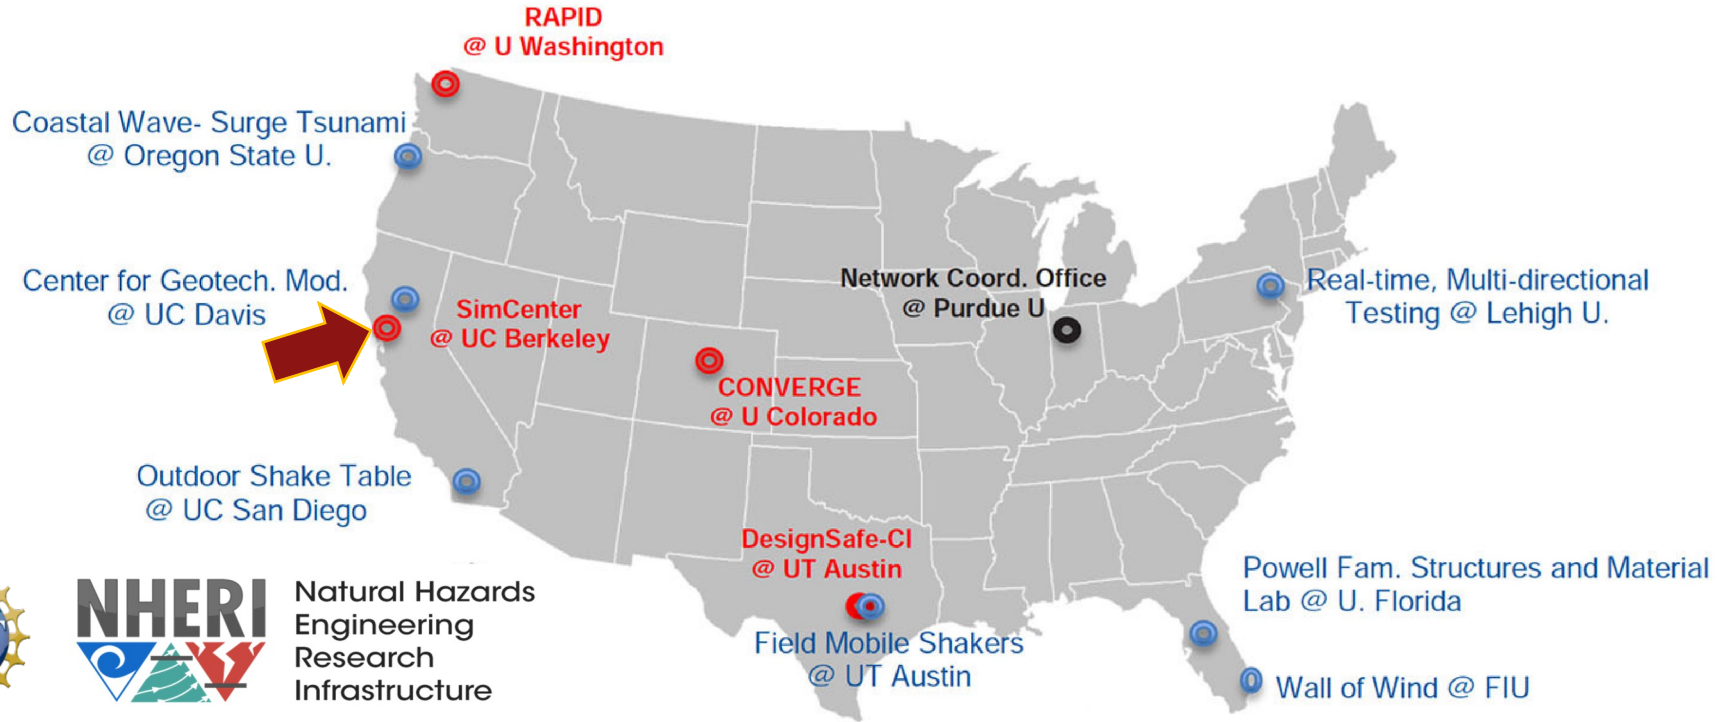 RAPID
@ U Washington
Coastal Wave- Surge Tsunami
@ Oregon State U.
Center for Geotech. Mod.
@ UC Davis
SimCenter
@ UC Berkeley
Network Coord. Office
@ Purdue U
Real-time, Multi-directional
Testing @ Lehigh U.
CONVERGE
@ U Colorado
Outdoor Shake Table
@ UC San Diego
DesignSafe-CI
@ UT Austin
Field Mobile Shakers
@ UT Austin
Powell Fam. Structures and Material
Lab @ U. Florida
Wall of Wind @ FIU
NHERI
Natural Hazards
Engineering
Research
Infrastructure